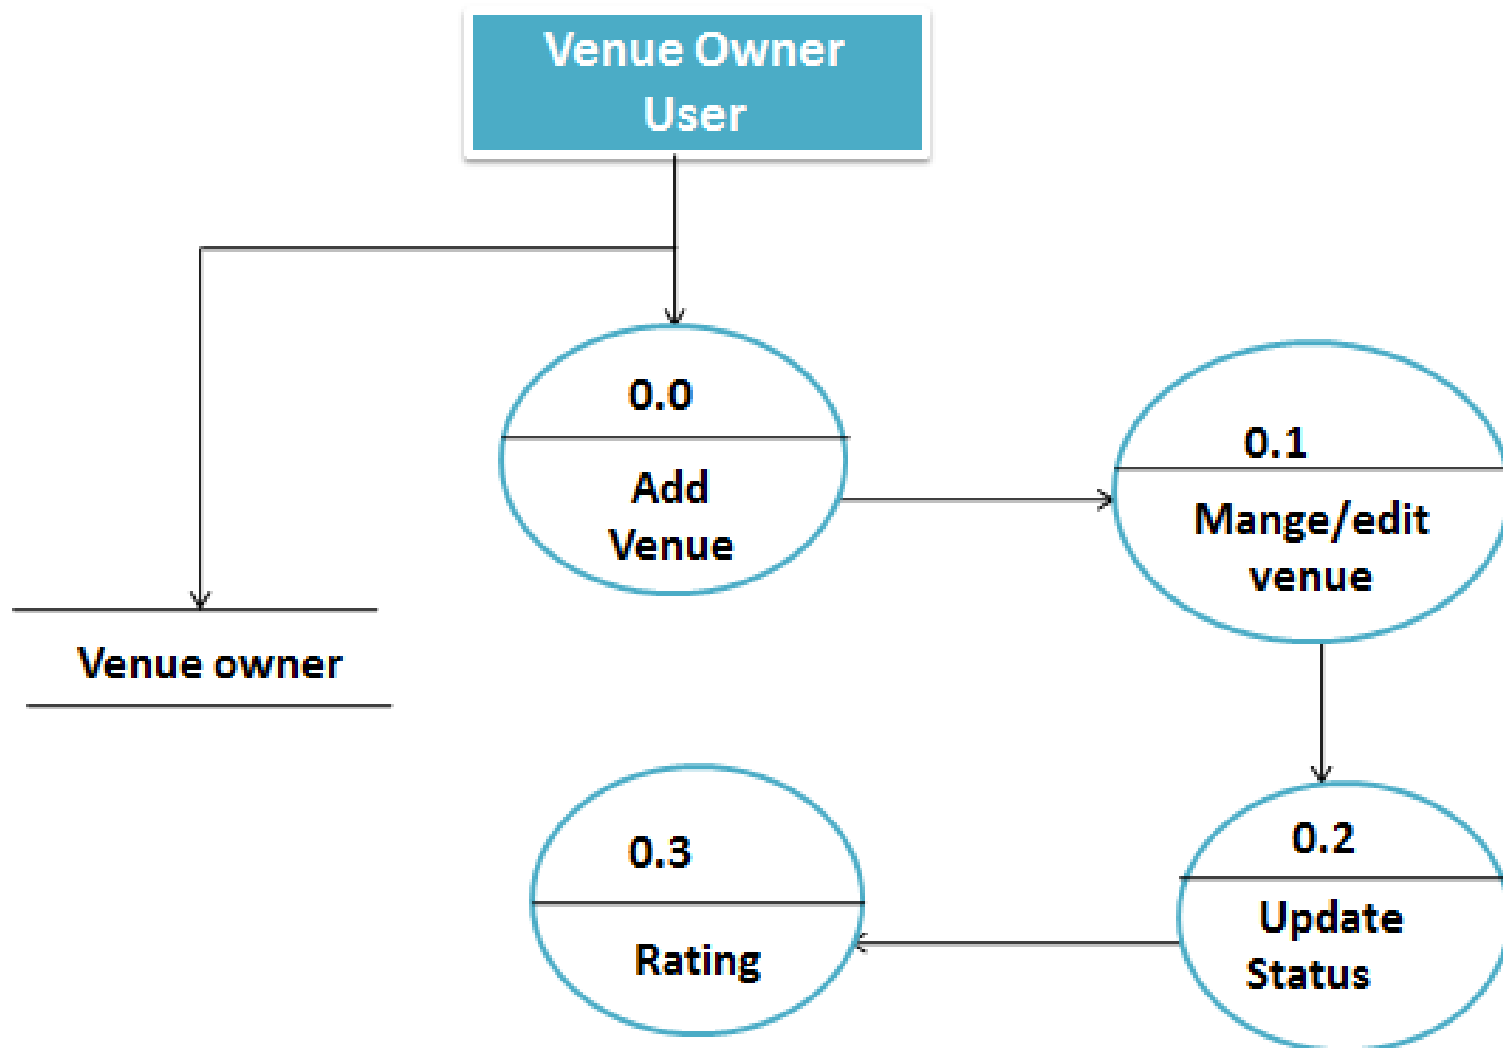 Venue Owner
User
0.0
Add
Venue
0.1
Mange/edit
venue
Venue owner
0.2
Update
Status
0.3
Rating